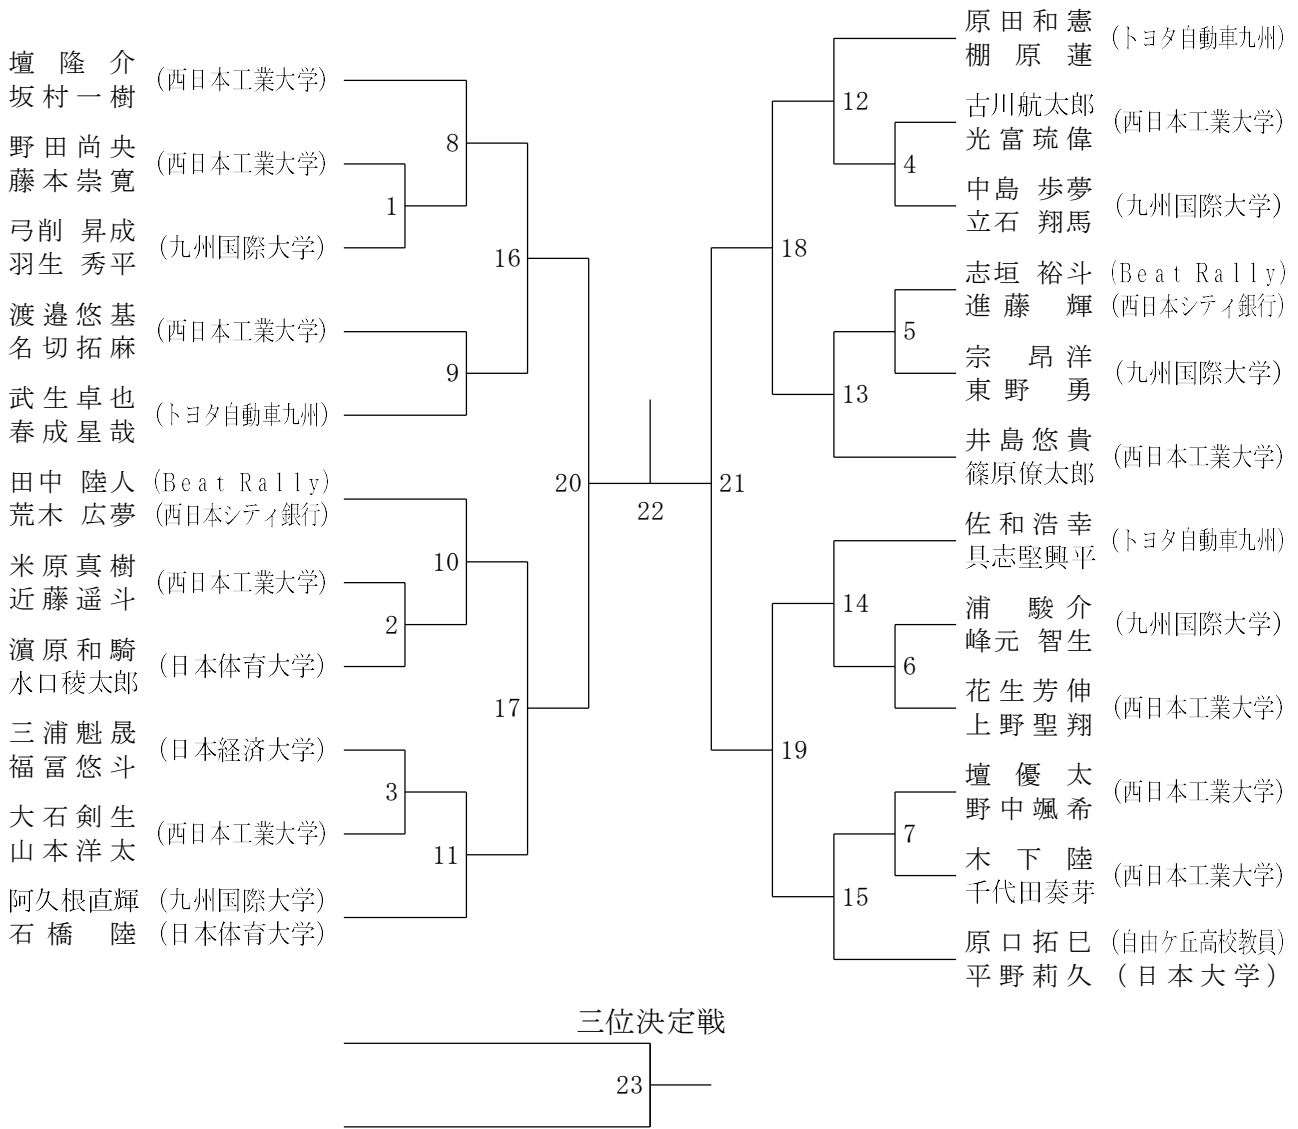 壇 隆 介 (西日本工業大学)
坂村一樹
野田尚央 (西日本工業大学)
藤本崇寛
弓削 昇成 (九州国際大学)
羽生 秀平
渡邉悠基 (西日本工業大学)
名切拓麻
武生卓也 (トヨタ自動車九州)
春成星哉
田中 陸人 (Beat Rally)
荒木 広夢 (西日本シティ銀行)
米原真樹 (西日本工業大学)
近藤遥斗
濵原和騎 (日本体育大学)
水口稜太郎
三浦魁晟 (日本経済大学)
福冨悠斗
大石剣生 (西日本工業大学)
山本洋太
阿久根直輝 (九州国際大学)
石橋 陸 (日本体育大学)
8
1
16
9
20
10
2
17
3
11
22
21
12
4
18
5
13
14
6
19
7
15
原田和憲 (トヨタ自動車九州)
棚原蓮
古川航太郎 (西日本工業大学)
光富琉偉
中島 歩夢 (九州国際大学)
立石 翔馬
志垣 裕斗 (Beat Rally)
進藤 輝 (西日本シティ銀行)
宗 昂洋 (九州国際大学)
東野 勇
井島悠貴 (西日本工業大学)
篠原僚太郎
佐和浩幸 (トヨタ自動車九州)
具志堅興平
浦 駿介 (九州国際大学)
峰元 智生
花生芳伸 (西日本工業大学)
上野聖翔
壇 優 太 (西日本工業大学)
野中颯希
木 下 陸 (西日本工業大学)
千代田奏芽
原口拓巳 (自由ケ丘高校教員)
平野莉久 (日本大学)
三位決定戦
23